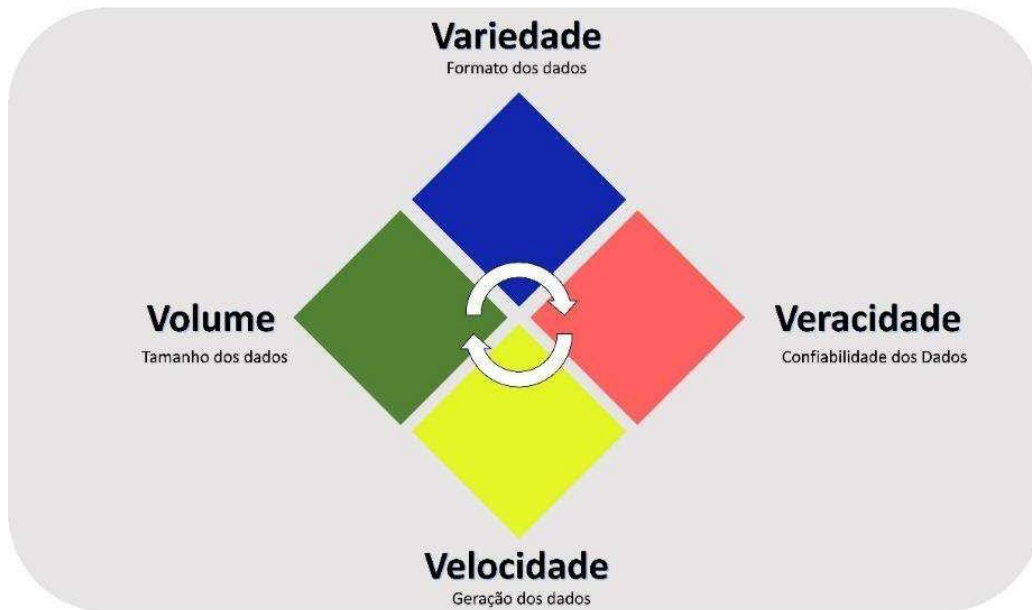 Variedade
Formato dos dados
Volume
Tamanho dos dados
Veracidade
Confiabilidade dos Dados
Velocidade
Geração dos dados